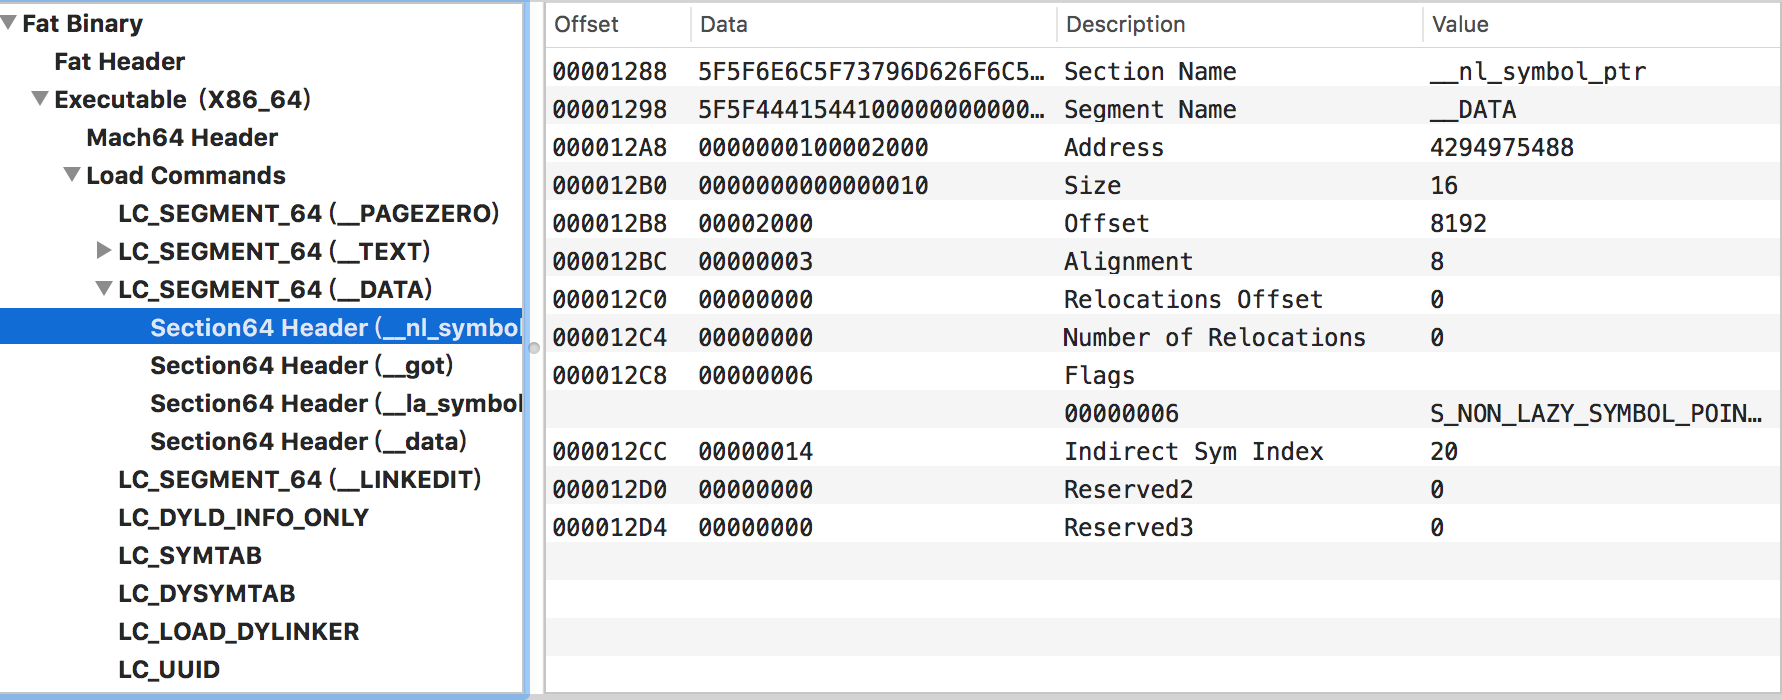 Fat Binary
Fat Header
Executable (X86_64)
Mach64 Header
Load Commands
LC_SEGMENT_64 (__PAGEZERO)
LC_SEGMENT_64 (__TEXT)
LC_SEGMENT_64 (__DATA)
Section64 Header (__nl_symbol
Section64 Header (__got)
Section64 Header (__la_symbol
Section64 Header (__data)
LC_SEGMENT_64 (__LINKEDIT)
LC_DYLD_INFO_ONLY
LC_SYMTAB
LC_DYSYMTAB
LC_LOAD_DYLINKER
LC_UUID
Offset Data Description Value
00001288 5F5F6E6C5F73796D626F6C5… Section Name __nl_symbol_ptr
00001298 5F5F44415441000000000000… Segment Name __DATA
000012A8 0000000100002000 Address 4294975488
000012B0 0000000000000010 Size 16
000012B8 00002000 Offset 8192
000012BC 00000003 Alignment 8
000012C0 00000000 Relocations Offset 0
000012C4 00000000 Number of Relocations 0
000012C8 00000006 Flags
00000006 S_NON_LAZY_SYMBOL_POIN…
000012CC 00000014 Indirect Sym Index 20
000012D0 00000000 Reserved2 0
000012D4 00000000 Reserved3 0